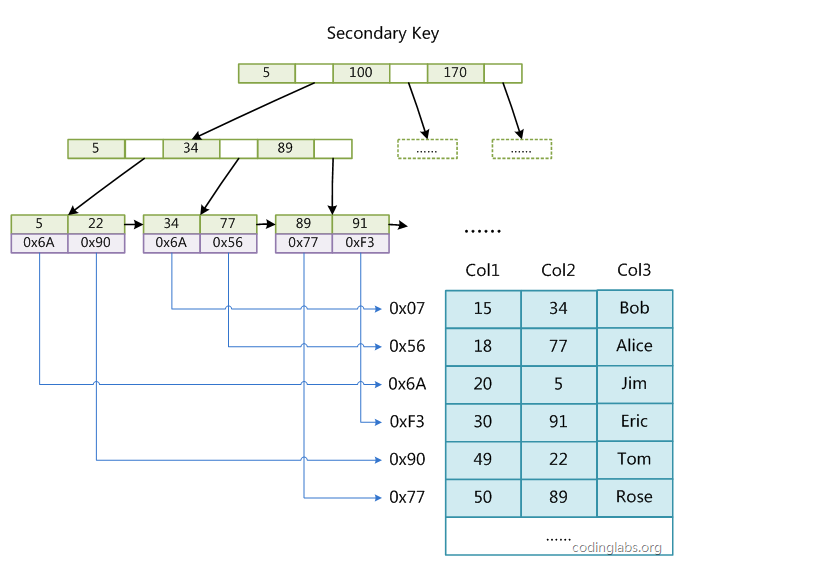 Secondary Key
5 100 170
5 34 89 ...... ......
5 22 34 77 89 91
0x6A 0x90 0x6A 0x56 0x77 0xF3
......
Col1 Col2 Col3
0x07 15 34 Bob
0x56 18 77 Alice
0x6A 20 5 Jim
0xF3 30 91 Eric
0x90 49 22 Tom
0x77 50 89 Rose
......
codinglabs.org